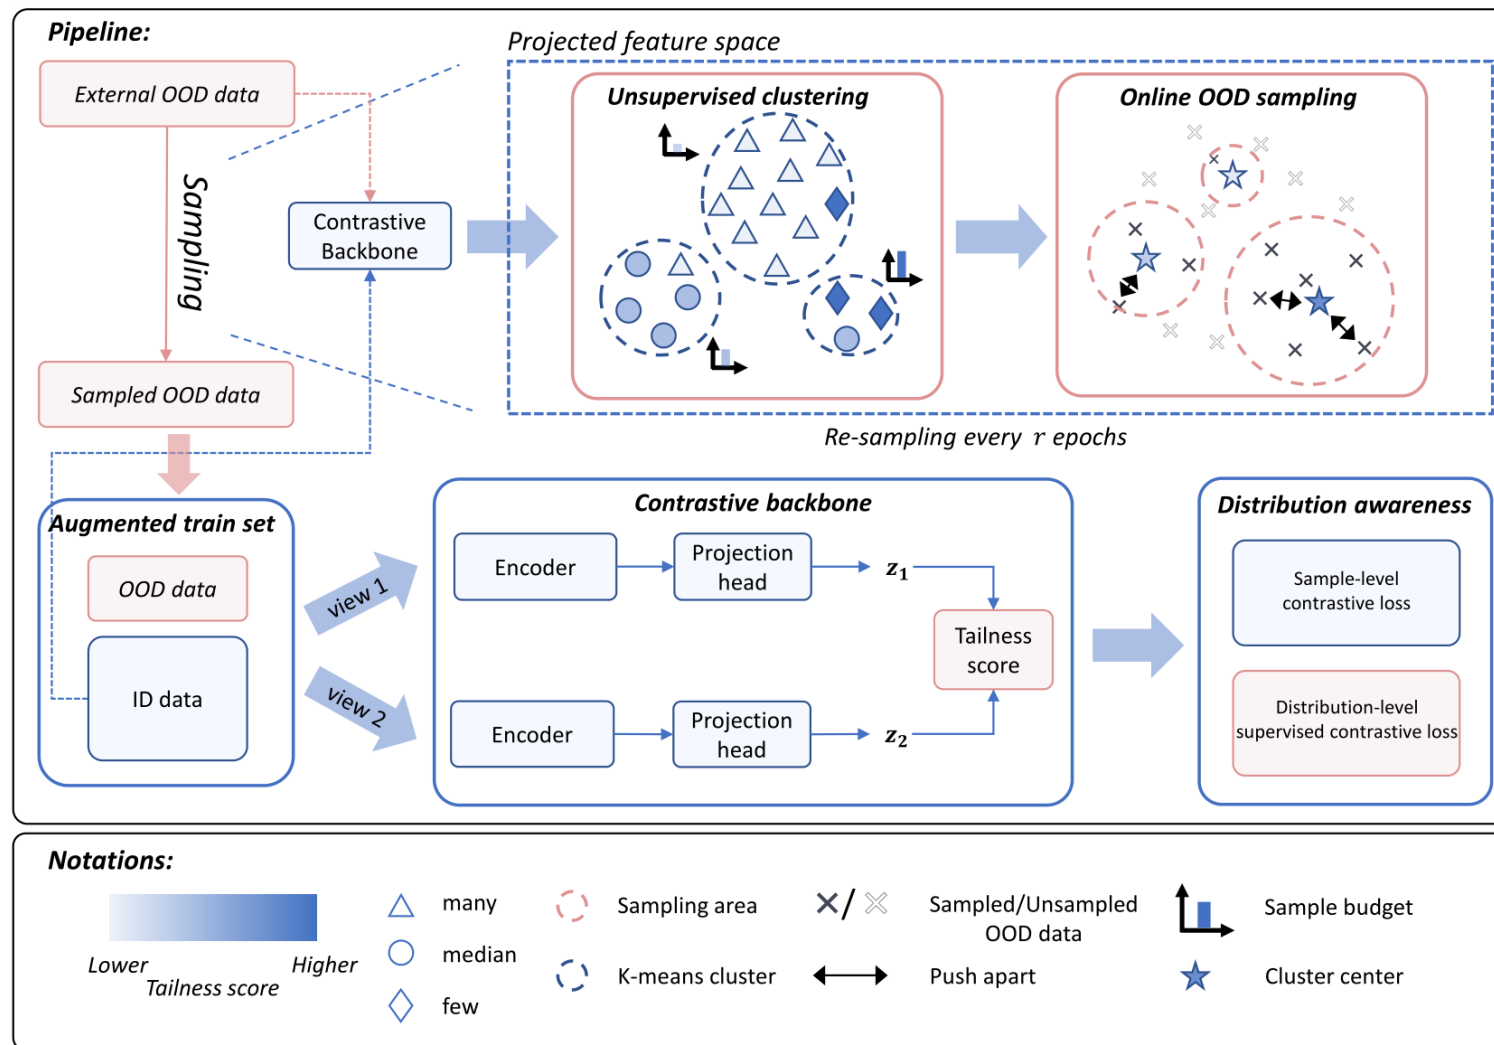 Pipeline:
External OOD data
Sampling
Sampled OOD data
Contrastive
Backbone
Projected feature space
Unsupervised clustering
Online OOD sampling
Re-sampling every r epochs
Augmented train set
OOD data
ID data
view 1
view 2
Contrastive backbone
Encoder
Projection
head
z1
Encoder
Projection
head
z2
Tailness
score
Distribution awareness
Sample-level
contrastive loss
Distribution-level
supervised contrastive loss
Notations:
Lower
Higher
Tailness score
many
median
few
Sampling area
K-means cluster
/
Sampled/Unsampled
OOD data
Push apart
Sample budget
Cluster center